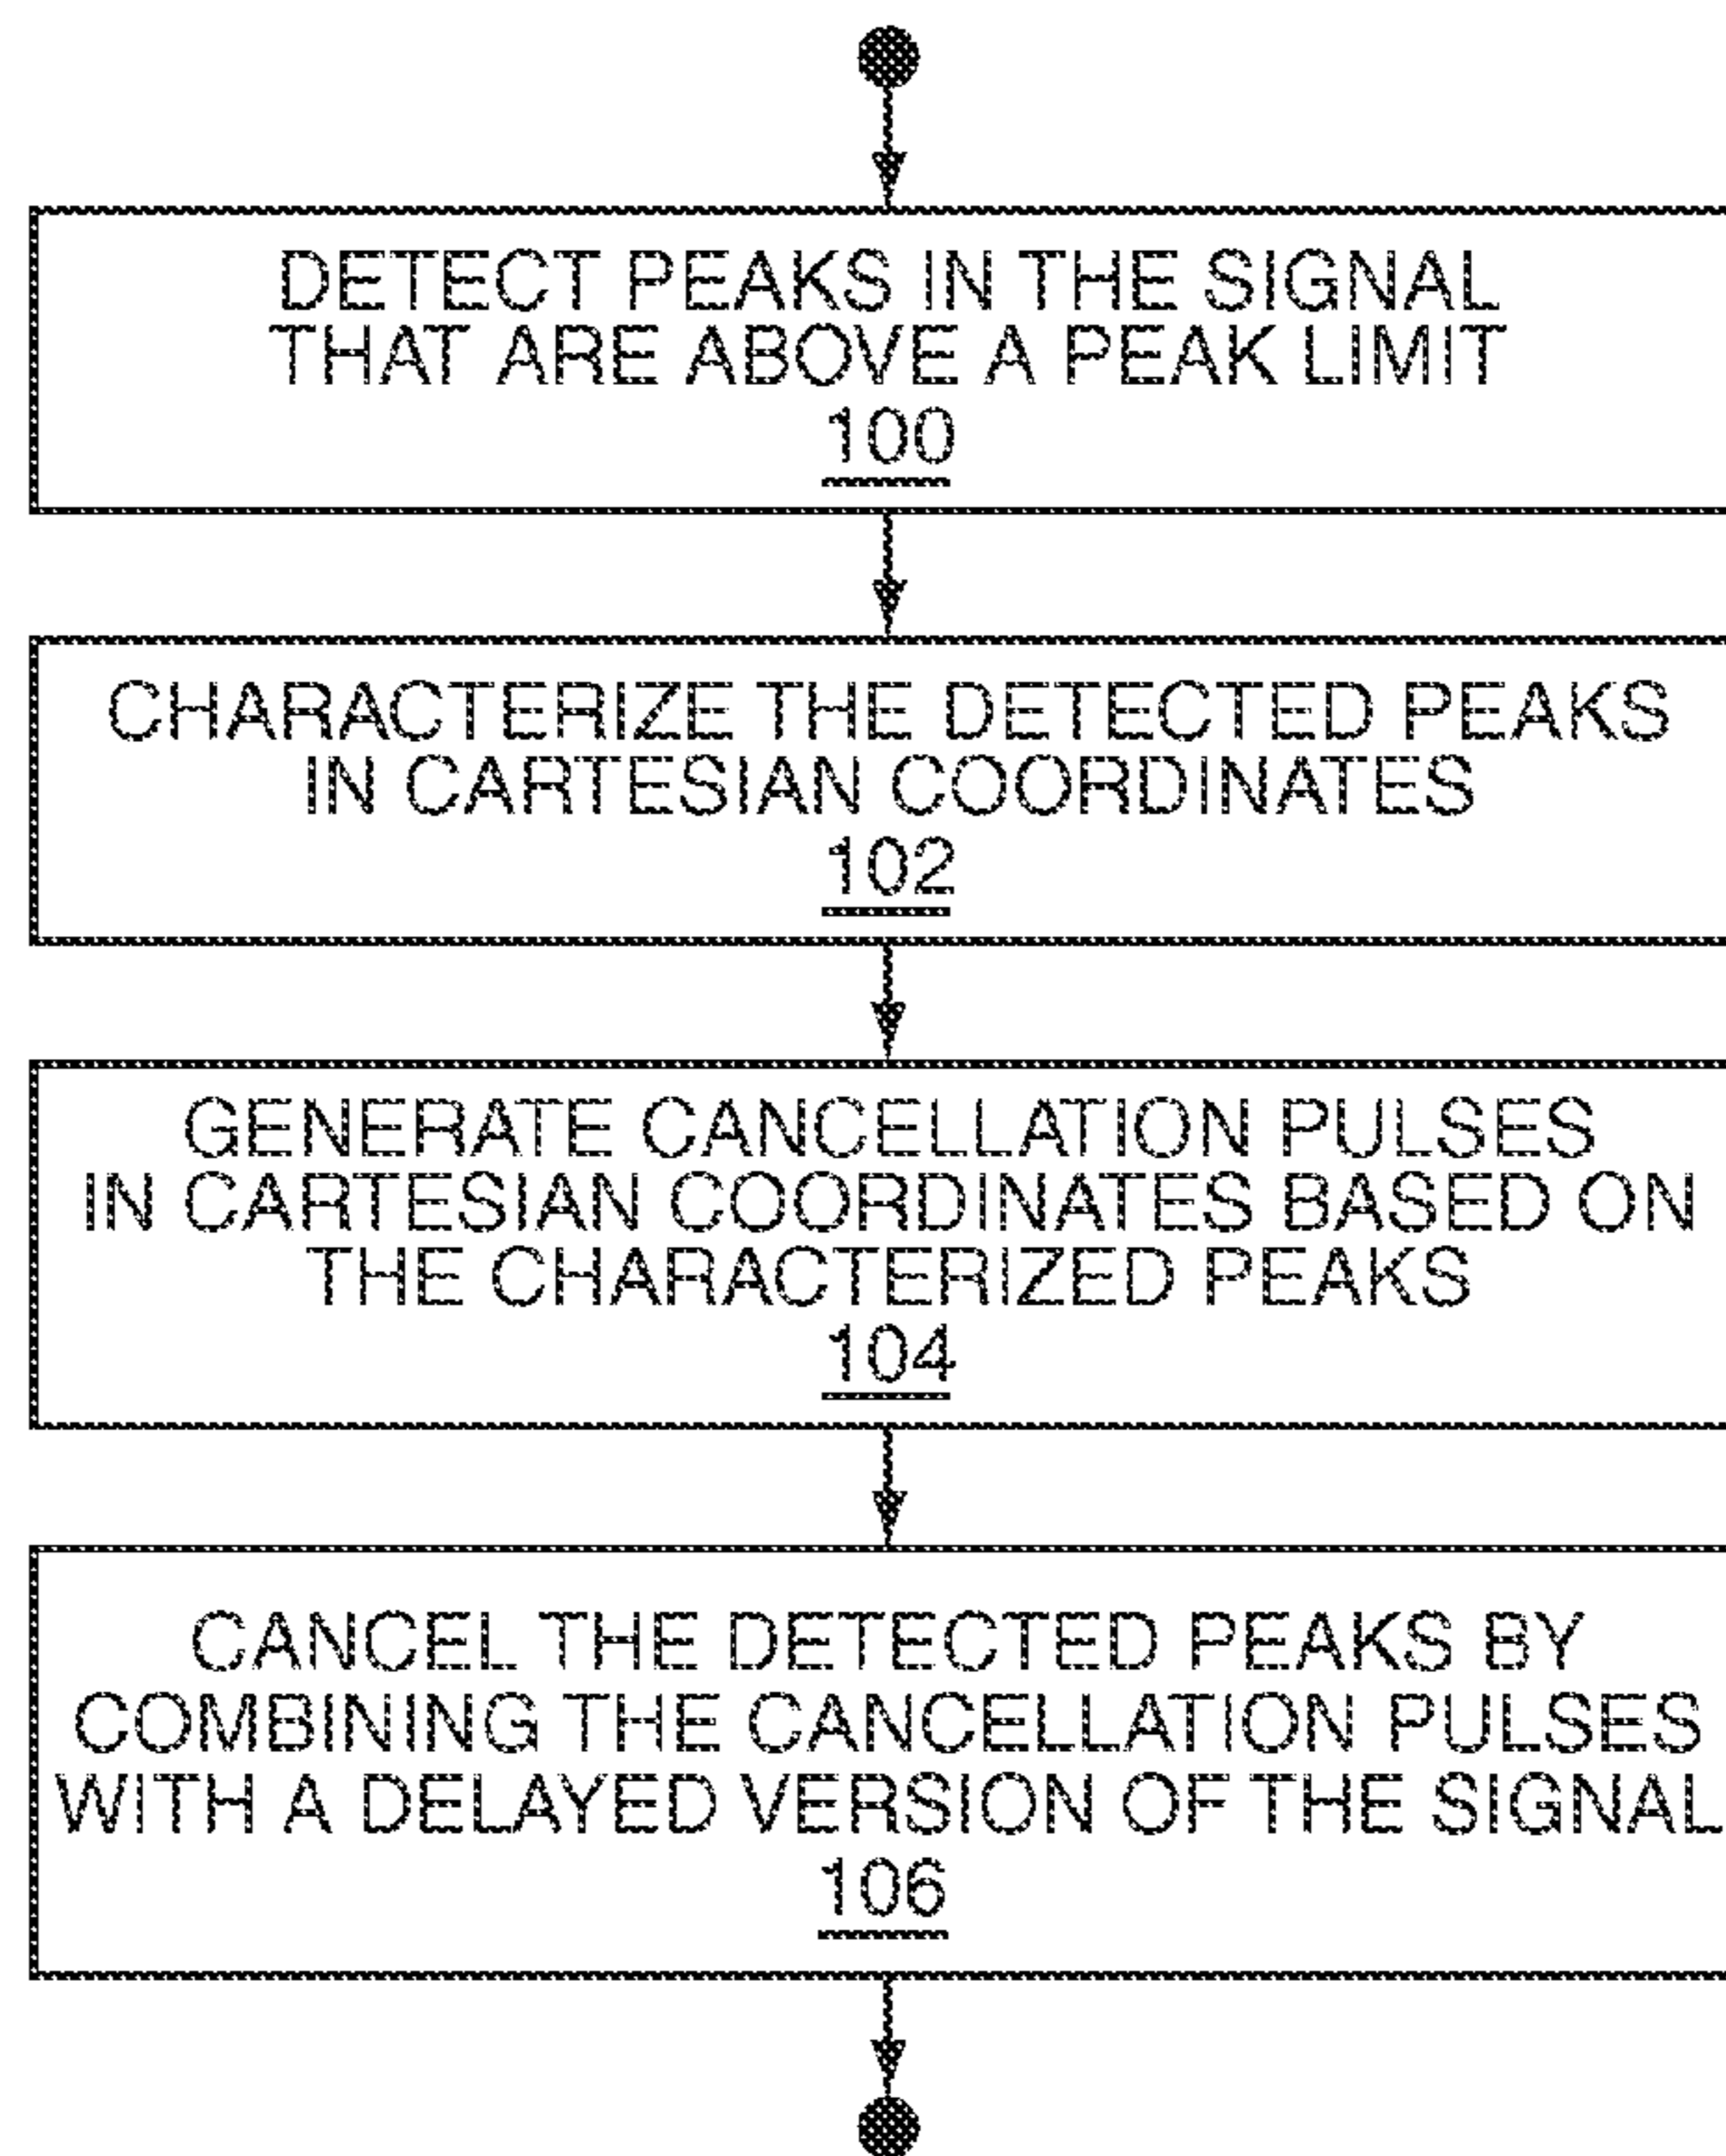 DETECT PEAKS IN THE SIGNAL
THAT ARE ABOVE A PEAK LIMIT
100
CHARACTERIZE THE DETECTED PEAKS
IN CARTESIAN COORDINATES
102
GENERATE CANCELLATION PULSES
IN CARTESIAN COORDINATES BASED ON
THE CHARACTERIZED PEAKS
104
CANCEL THE DETECTED PEAKS BY
COMBINING THE CANCELLATION PULSES
WITH A DELAYED VERSION OF THE SIGNAL
106